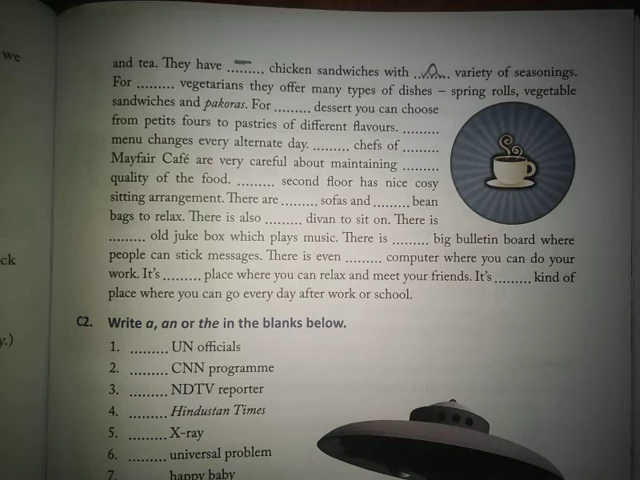 we
and tea. They have ......... chicken sandwiches with ..A.. variety of seasonings.
For ......... vegetarians they offer many types of dishes – spring rolls, vegetable
sandwiches and pakoras. For ......... dessert you can choose
from petits fours to pastries of different flavours. .........
menu changes every alternate day. ......... chefs of .........
Mayfair Café are very careful about maintaining .........
quality of the food. ......... second floor has nice cosy
sitting arrangement. There are ......... sofas and ......... bean
bags to relax. There is also ......... divan to sit on. There is
......... old juke box which plays music. There is ......... big bulletin board where
people can stick messages. There is even ......... computer where you can do your
work. It's ......... place where you can relax and meet your friends. It's ......... kind of
place where you can go every day after work or school.
ck
y.)
C2. Write a, an or the in the blanks below.
1. ......... UN officials
2. ......... CNN programme
3. ......... NDTV reporter
4. ......... Hindustan Times
5. ......... X-ray
6. ......... universal problem
7. ......... happy baby